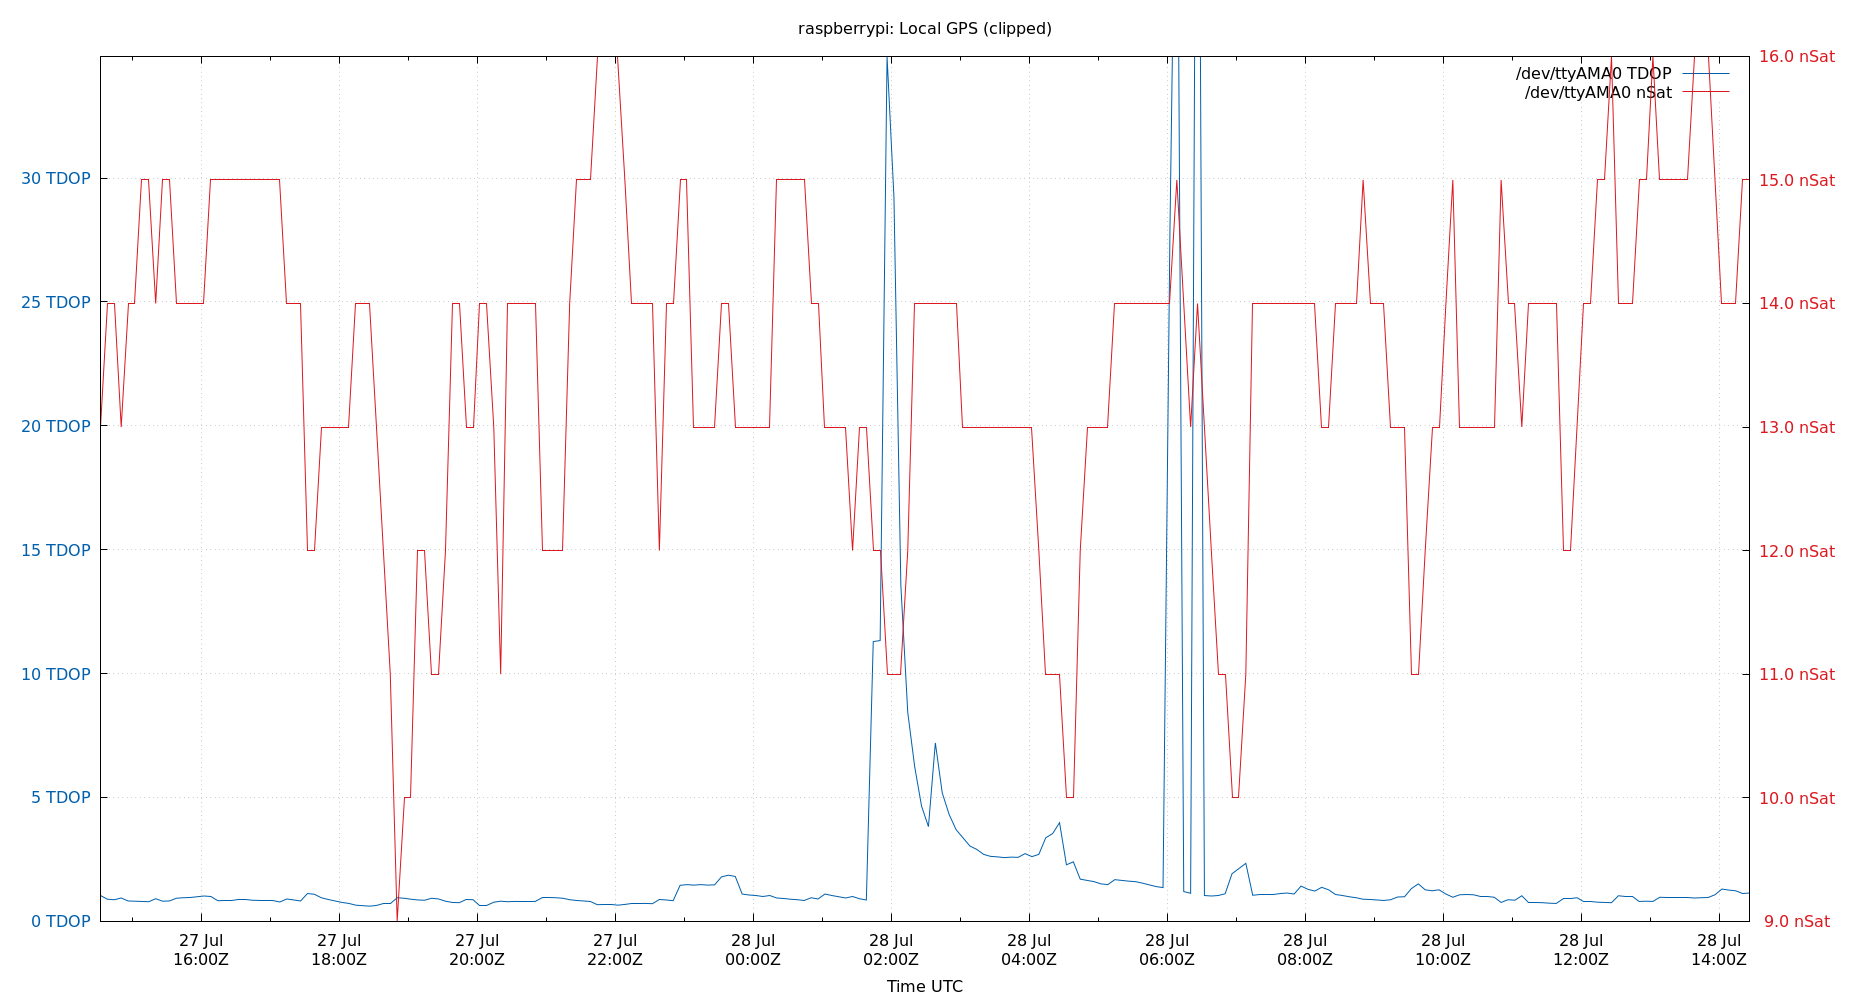 raspberrypi: Local GPS (clipped)
/dev/ttyAMA0 TDOP
/dev/ttyAMA0 nSat
30 TDOP
25 TDOP
20 TDOP
15 TDOP
10 TDOP
5 TDOP
0 TDOP
16.0 nSat
15.0 nSat
14.0 nSat
13.0 nSat
12.0 nSat
11.0 nSat
10.0 nSat
9.0 nSat
27 Jul
16:00Z
27 Jul
18:00Z
27 Jul
20:00Z
27 Jul
22:00Z
28 Jul
00:00Z
28 Jul
02:00Z
28 Jul
04:00Z
28 Jul
06:00Z
28 Jul
08:00Z
28 Jul
10:00Z
28 Jul
12:00Z
28 Jul
14:00Z
Time UTC